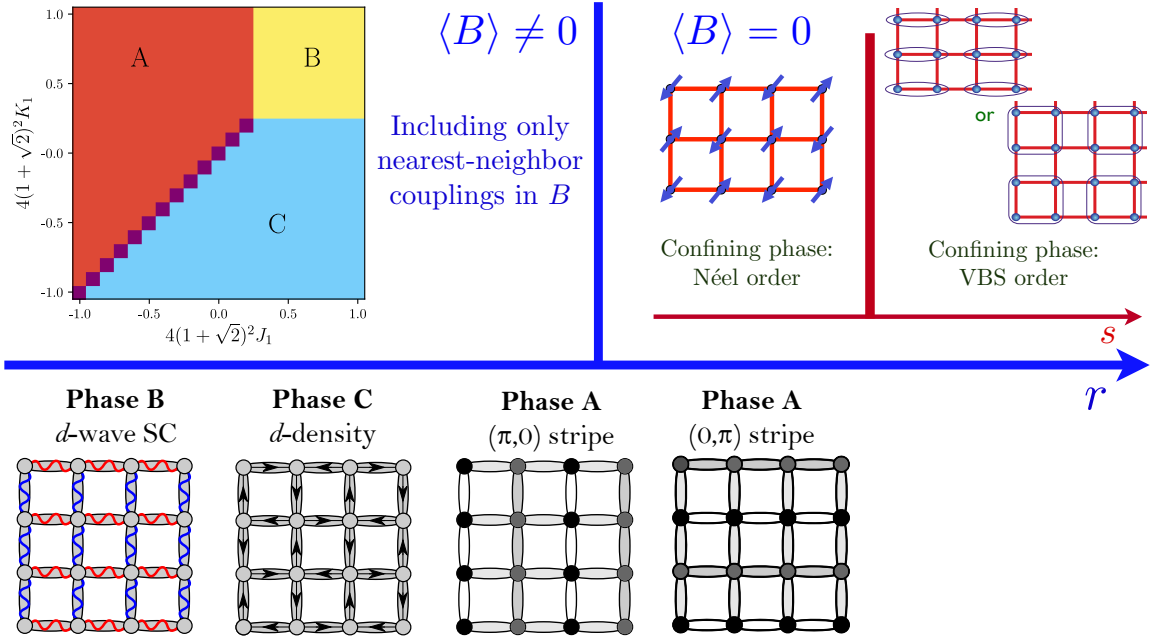 1.0
0.5
-0.0
-0.5
-1.0
4(1 + √2)²K₁
A
B
C
-1.0
-0.5
0.0
0.5
1.0
4(1 + √2)²J₁
⟨B⟩ ≠ 0
Including only
nearest-neighbor
couplings in B
⟨B⟩ = 0
or
Confining phase:
Néel order
Confining phase:
VBS order
s
r
Phase B
d-wave SC
Phase C
d-density
Phase A
(π,0) stripe
Phase A
(0,π) stripe